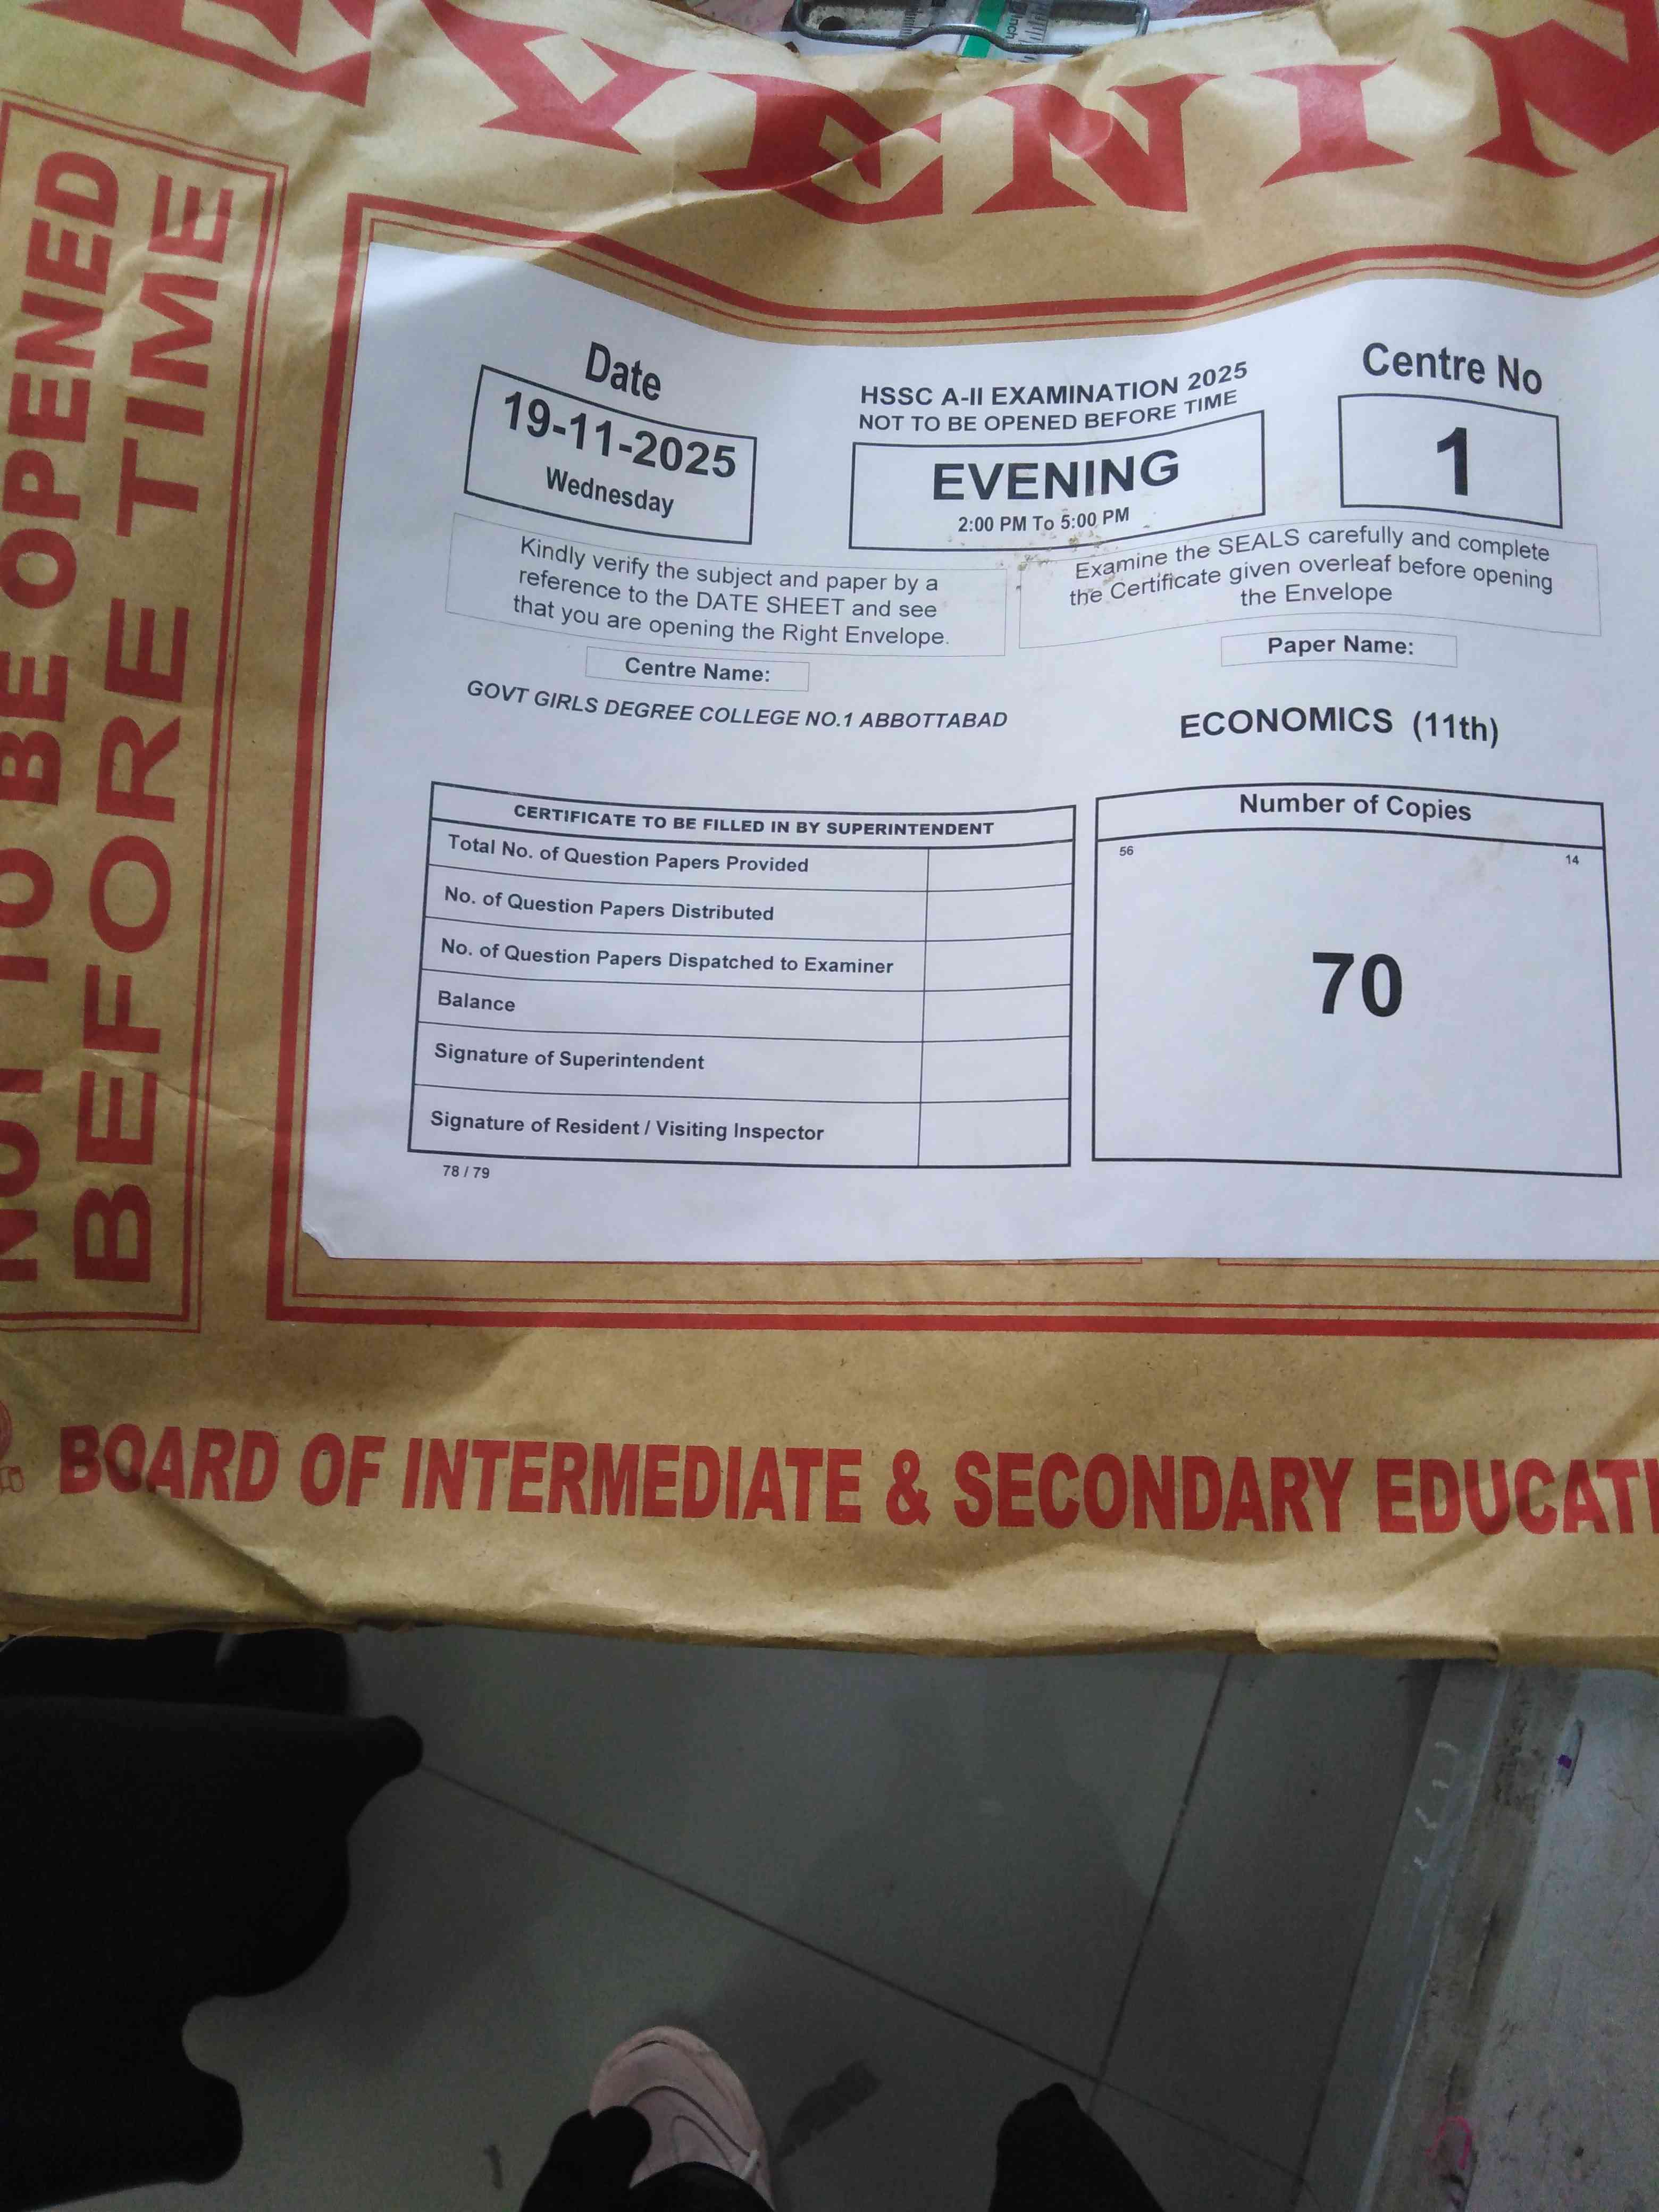 EVENIN
NOT TO BE OPENED
BEFORE TIME
Date
19-11-2025
Wednesday
HSSC A-II EXAMINATION 2025
NOT TO BE OPENED BEFORE TIME
EVENING
2:00 PM To 5:00 PM
Centre No
1
Kindly verify the subject and paper by a
reference to the DATE SHEET and see
that you are opening the Right Envelope.
Examine the SEALS carefully and complete
the Certificate given overleaf before opening
the Envelope
Centre Name:
GOVT GIRLS DEGREE COLLEGE NO.1 ABBOTTABAD
Paper Name:
ECONOMICS (11th)
CERTIFICATE TO BE FILLED IN BY SUPERINTENDENT
Total No. of Question Papers Provided
No. of Question Papers Distributed
No. of Question Papers Dispatched to Examiner
Balance
Signature of Superintendent
Signature of Resident / Visiting Inspector
78 / 79
Number of Copies
56 14
70
BOARD OF INTERMEDIATE & SECONDARY EDUCATI